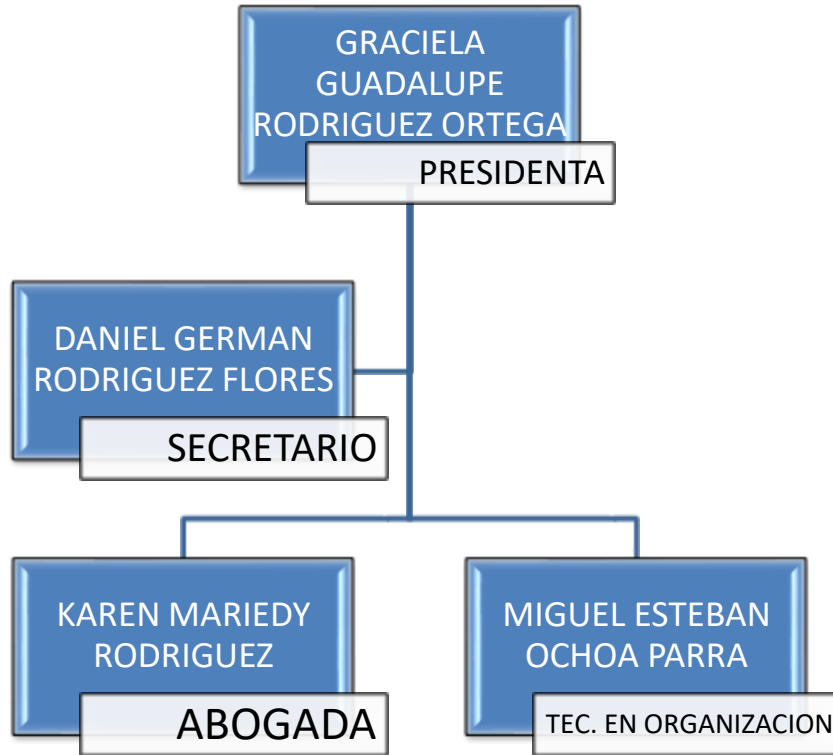 GRACIELA
GUADALUPE
RODRIGUEZ ORTEGA
PRESIDENTA
DANIEL GERMAN
RODRIGUEZ FLORES
SECRETARIO
KAREN MARIEDY
RODRIGUEZ
ABOGADA
MIGUEL ESTEBAN
OCHOA PARRA
TEC. EN ORGANIZACION